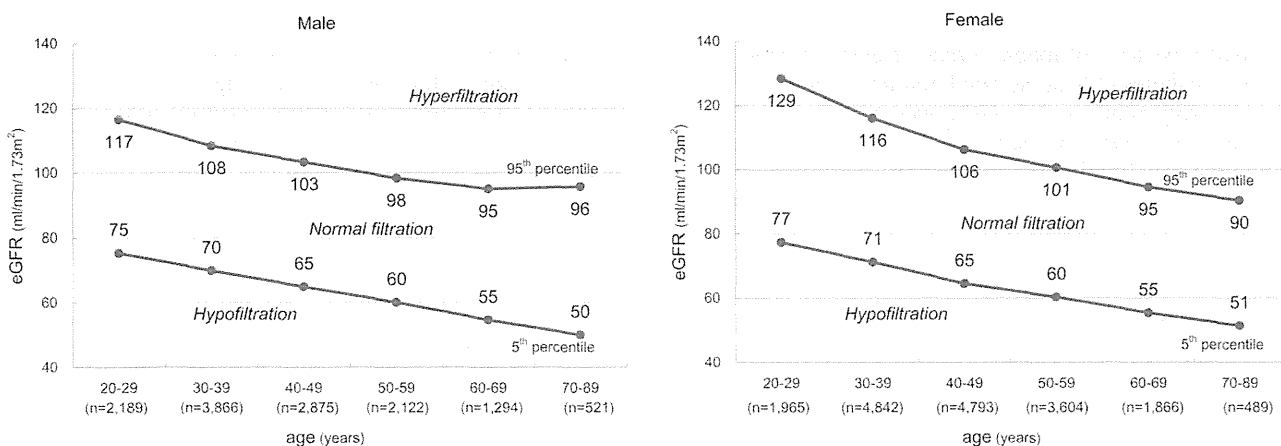 Male
140
120
100
80
60
40
eGFR (ml/min/1.73m²)
Hyperfiltration
117
108
103
98
95
96
95th percentile
Normal filtration
75
70
65
60
55
50
Hypofiltration
5th percentile
20-29 30-39 40-49 50-59 60-69 70-89
(n=2,189) (n=3,866) (n=2,875) (n=2,122) (n=1,294) (n=521)
age (years)
Female
140
120
100
80
60
40
eGFR (ml/min/1.73m²)
Hyperfiltration
129
116
106
101
95
90
95th percentile
Normal filtration
77
71
65
60
55
51
Hypofiltration
5th percentile
20-29 30-39 40-49 50-59 60-69 70-89
(n=1,965) (n=4,842) (n=4,793) (n=3,604) (n=1,866) (n=489)
age (years)